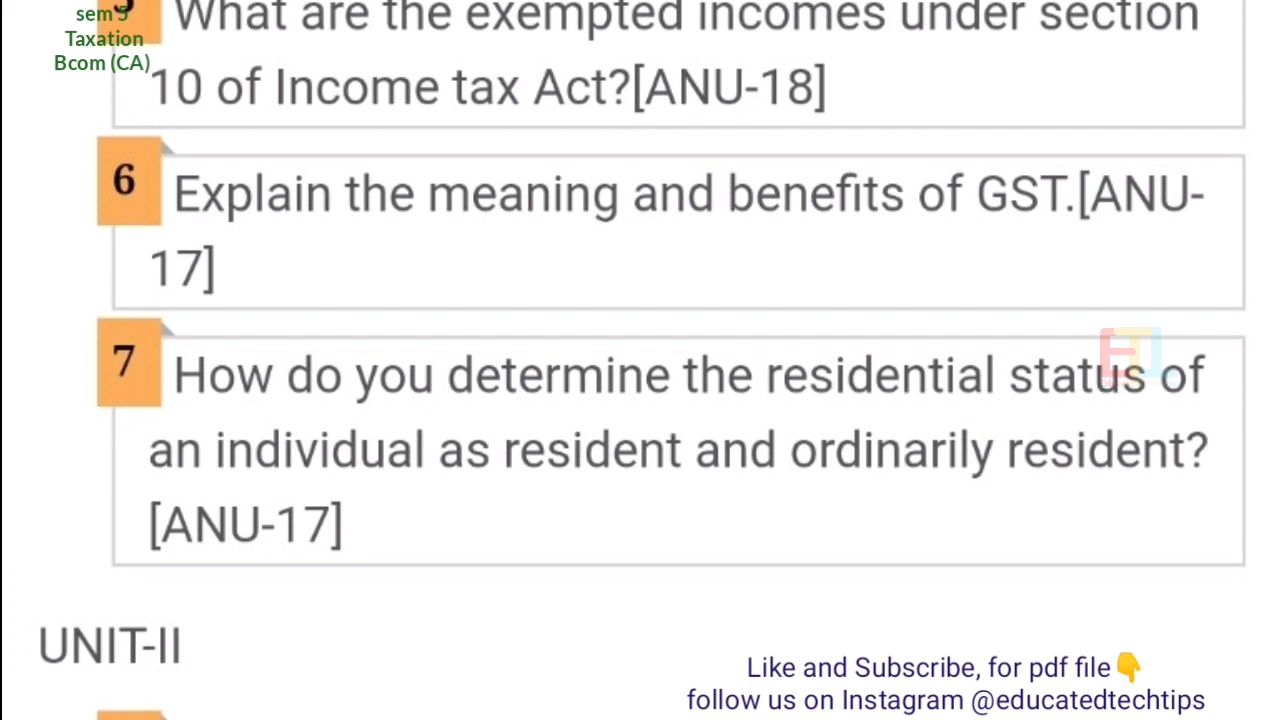 sem 5
Taxation
Bcom (CA)
5
What are the exempted incomes under section
10 of Income tax Act?[ANU-18]
6
Explain the meaning and benefits of GST.[ANU-
17]
7
How do you determine the residential status of
an individual as resident and ordinarily resident?
[ANU-17]
UNIT-II
Like and Subscribe, for pdf file👇
follow us on Instagram @educatedtechtips